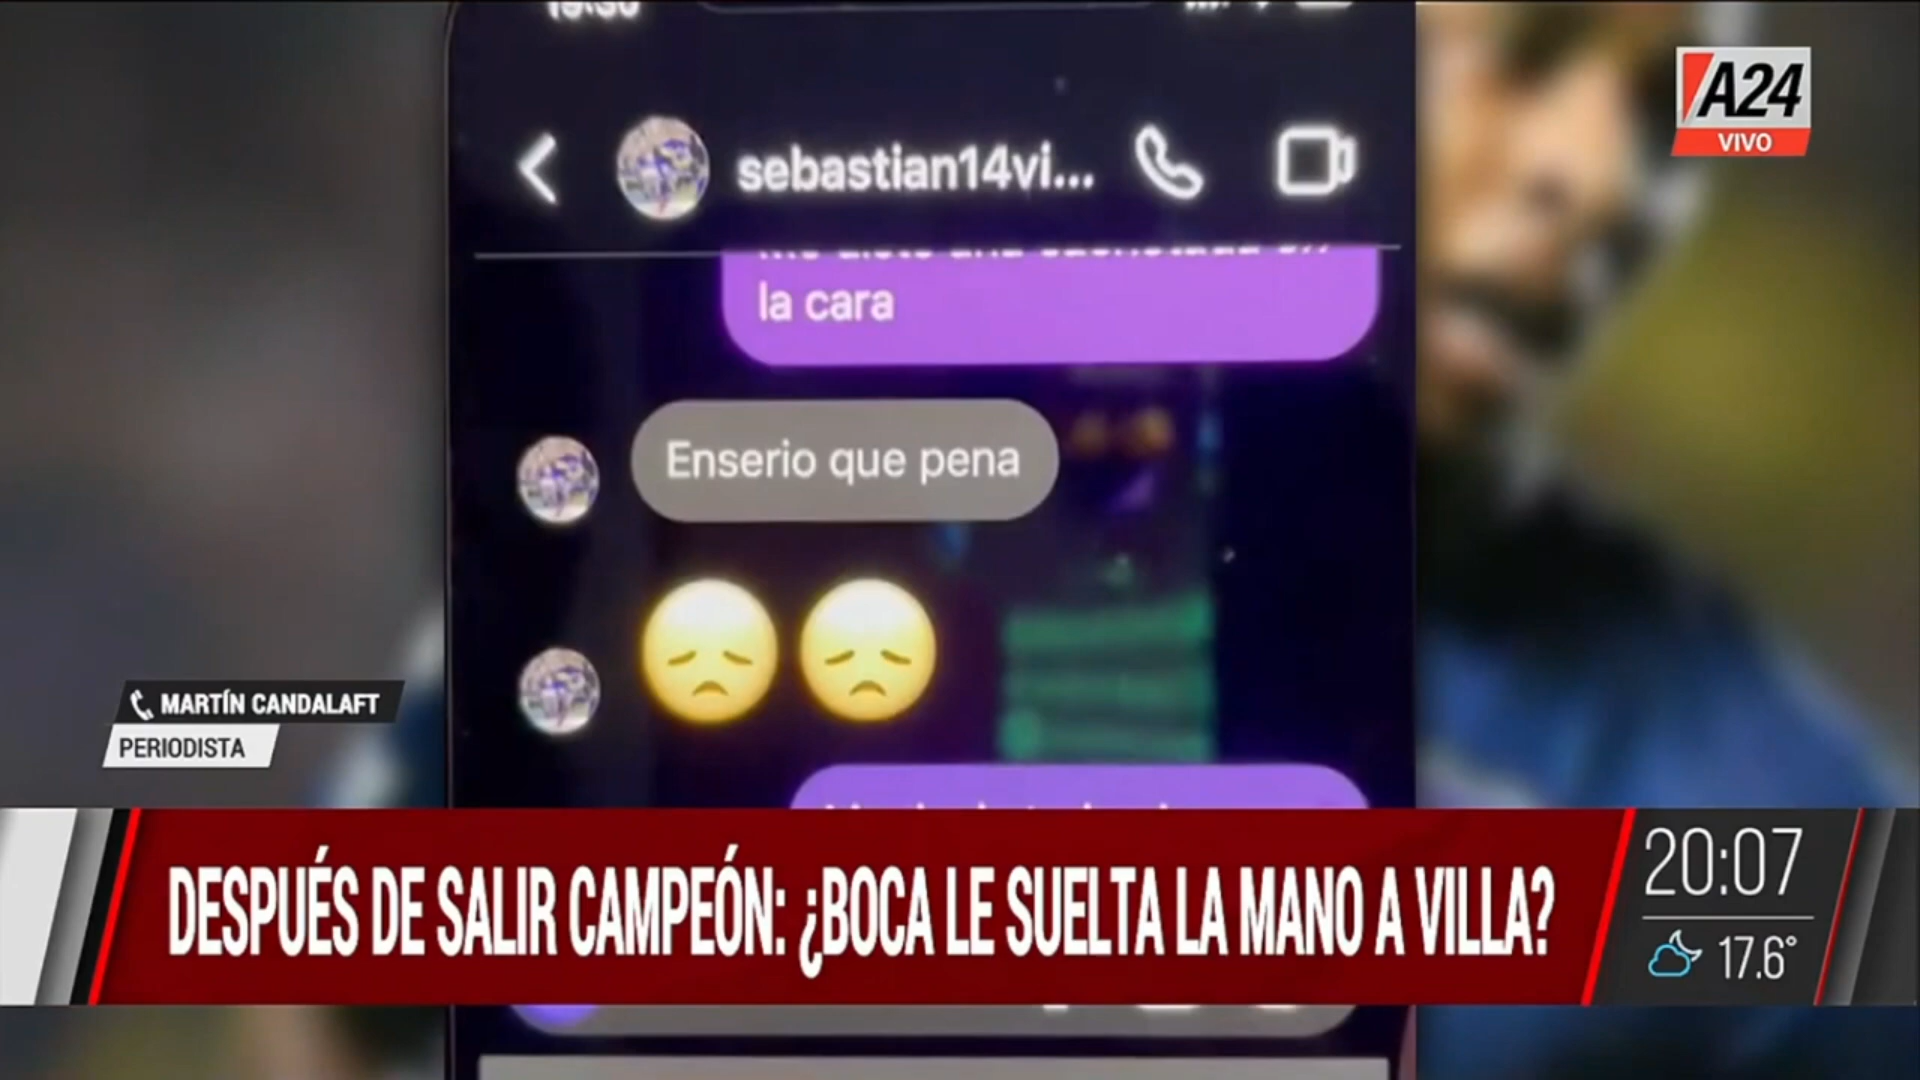 A24
VIVO
sebastian14vi...
la cara
Enserio que pena
MARTÍN CANDALAFT
PERIODISTA
DESPUÉS DE SALIR CAMPEÓN: ¿BOCA LE SUELTA LA MANO A VILLA?
20:07
17.6°